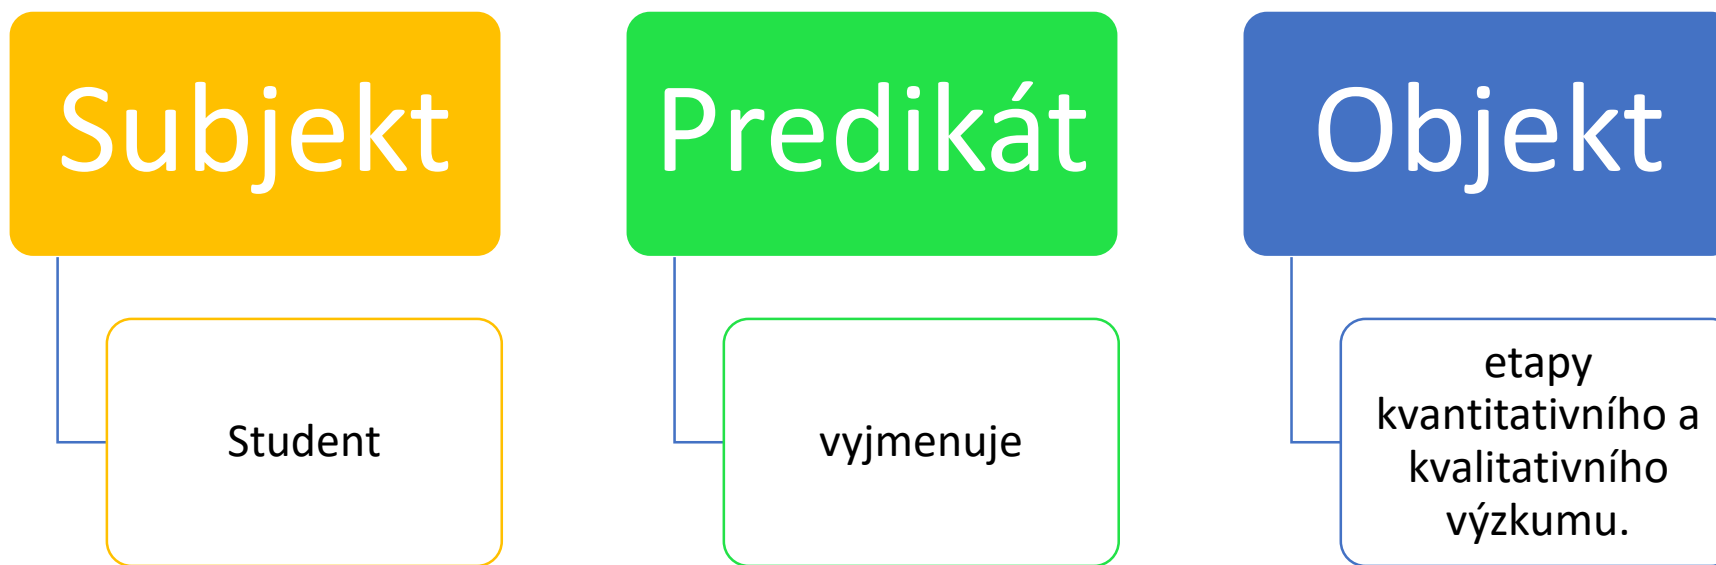 Subjekt
Predikát
Objekt
Student
vyjmenuje
etapy
kvantitativního a
kvalitativního
výzkumu.